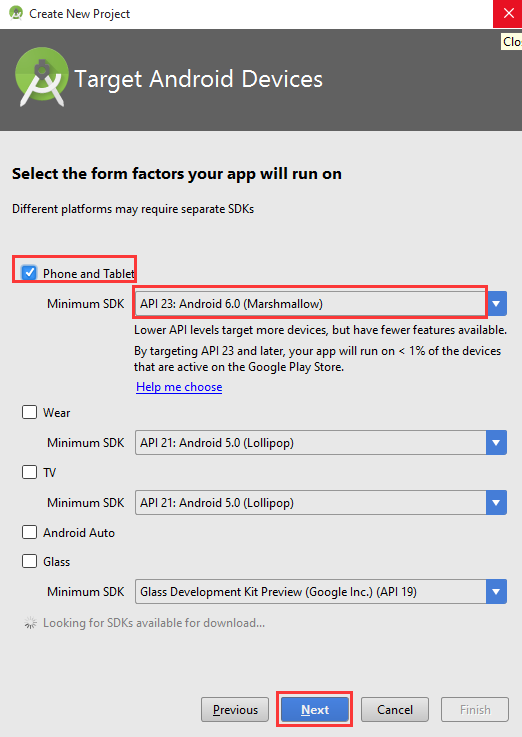 Create New Project
Clo
Target Android Devices
Select the form factors your app will run on
Different platforms may require separate SDKs
Phone and Tablet
Minimum SDK API 23: Android 6.0 (Marshmallow)
Lower API levels target more devices, but have fewer features available.
By targeting API 23 and later, your app will run on < 1% of the devices
that are active on the Google Play Store.
Help me choose
Wear
Minimum SDK API 21: Android 5.0 (Lollipop)
TV
Minimum SDK API 21: Android 5.0 (Lollipop)
Android Auto
Glass
Minimum SDK Glass Development Kit Preview (Google Inc.) (API 19)
Looking for SDKs available for download...
Previous Next Cancel Finish